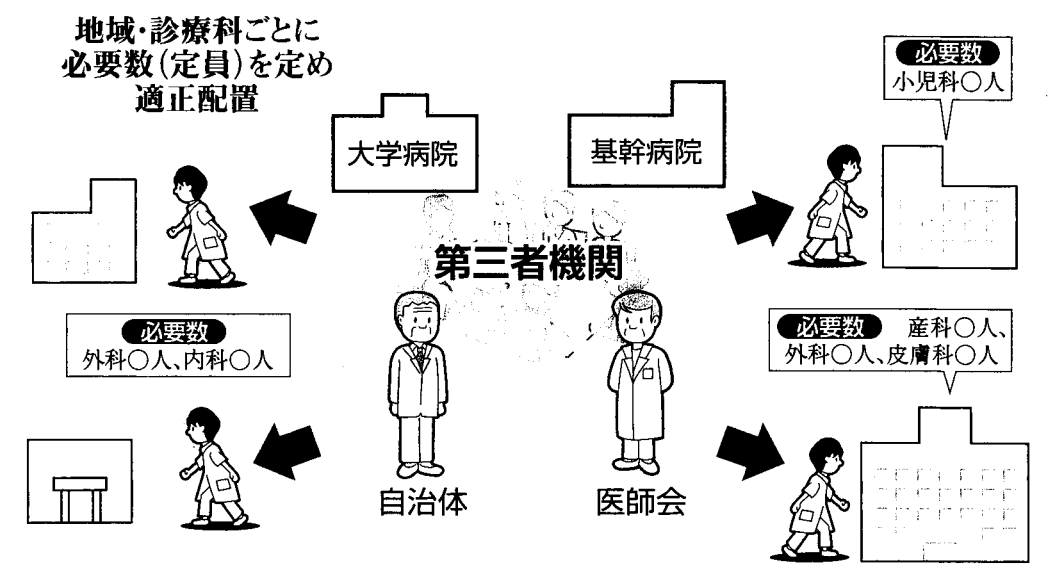 地域・診療科ごとに
必要数(定員)を定め
適正配置
大学病院
基幹病院
必要数
小児科○人
第三者機関
必要数
外科○人、内科○人
必要数 産科○人、
外科○人、皮膚科○人
自治体
医師会